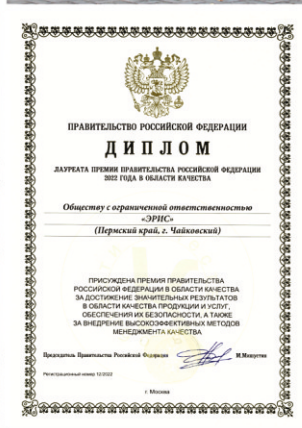 ПРАВИТЕЛЬСТВО РОССИЙСКОЙ ФЕДЕРАЦИИ
ДИПЛОМ
ЛАУРЕАТА ПРЕМИИ ПРАВИТЕЛЬСТВА РОССИЙСКОЙ ФЕДЕРАЦИИ
2022 ГОДА В ОБЛАСТИ КАЧЕСТВА
Обществу с ограниченной ответственностью
«ЭРИС»
(Пермский край, г. Чайковский)
ПРИСУЖДЕНА ПРЕМИЯ ПРАВИТЕЛЬСТВА
РОССИЙСКОЙ ФЕДЕРАЦИИ В ОБЛАСТИ КАЧЕСТВА
ЗА ДОСТИЖЕНИЕ ЗНАЧИТЕЛЬНЫХ РЕЗУЛЬТАТОВ
В ОБЛАСТИ КАЧЕСТВА ПРОДУКЦИИ И УСЛУГ,
ОБЕСПЕЧЕНИЯ ИХ БЕЗОПАСНОСТИ, А ТАКЖЕ
ЗА ВНЕДРЕНИЕ ВЫСОКОЭФФЕКТИВНЫХ МЕТОДОВ
МЕНЕДЖМЕНТА КАЧЕСТВА
Председатель Правительства Российской Федерации М.Мишустин
Регистрационный номер 12/2022
г. Москва